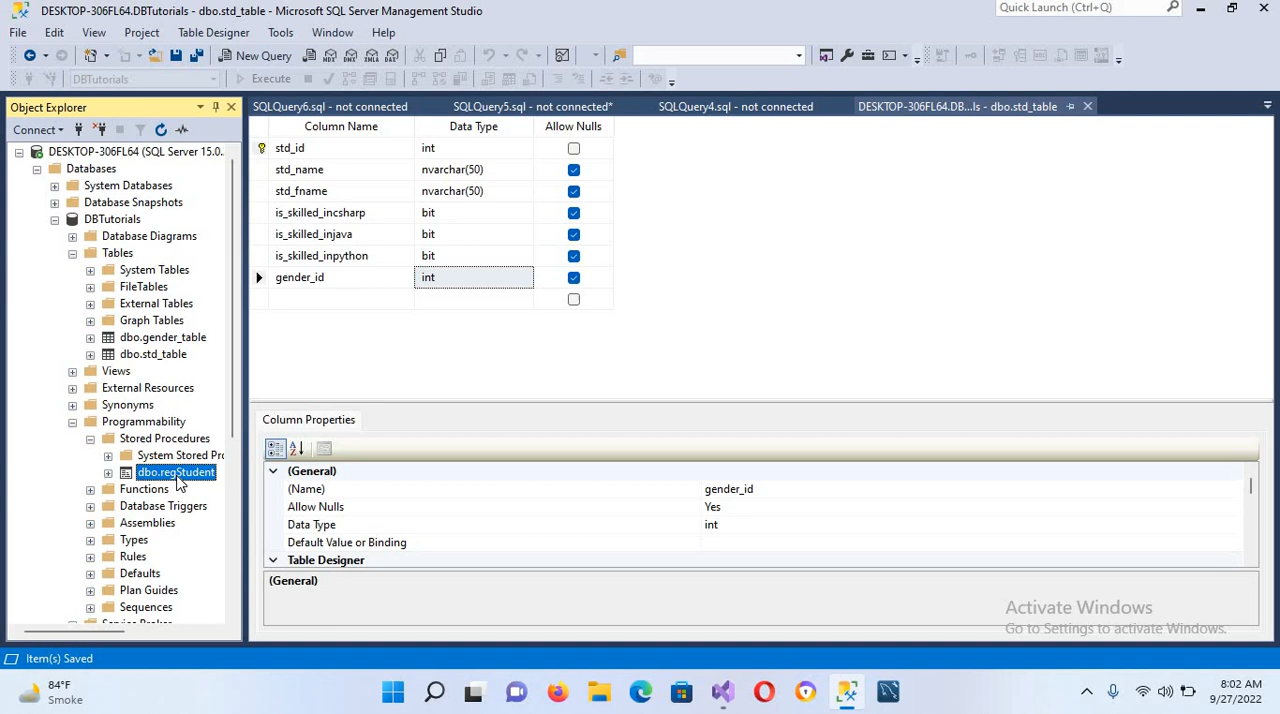 DESKTOP-306FL64.DBTutorials - dbo.std_table - Microsoft SQL Server Management Studio
Quick Launch (Ctrl+Q)
File Edit View Project Table Designer Tools Window Help
New Query
MDX DMX XMLA DAX
DBTutorials Execute
Object Explorer
SQLQuery6.sql - not connected SQLQuery5.sql - not connected* SQLQuery4.sql - not connected DESKTOP-306FL64.DB...ls - dbo.std_table
Connect
DESKTOP-306FL64 (SQL Server 15.0...
Databases
System Databases
Database Snapshots
DBTutorials
Database Diagrams
Tables
System Tables
FileTables
External Tables
Graph Tables
dbo.gender_table
dbo.std_table
Views
External Resources
Synonyms
Programmability
Stored Procedures
System Stored Pr
dbo.regStudent
Functions
Database Triggers
Assemblies
Types
Rules
Defaults
Plan Guides
Sequences
Service Broker
Column Name Data Type Allow Nulls
std_id int
std_name nvarchar(50)
std_fname nvarchar(50)
is_skilled_incsharp bit
is_skilled_injava bit
is_skilled_inpython bit
gender_id int
Column Properties
(General)
(Name) gender_id
Allow Nulls Yes
Data Type int
Default Value or Binding
Table Designer
(General)
Activate Windows
Go to Settings to activate Windows.
Item(s) Saved
84°F
Smoke
8:02 AM
9/27/2022